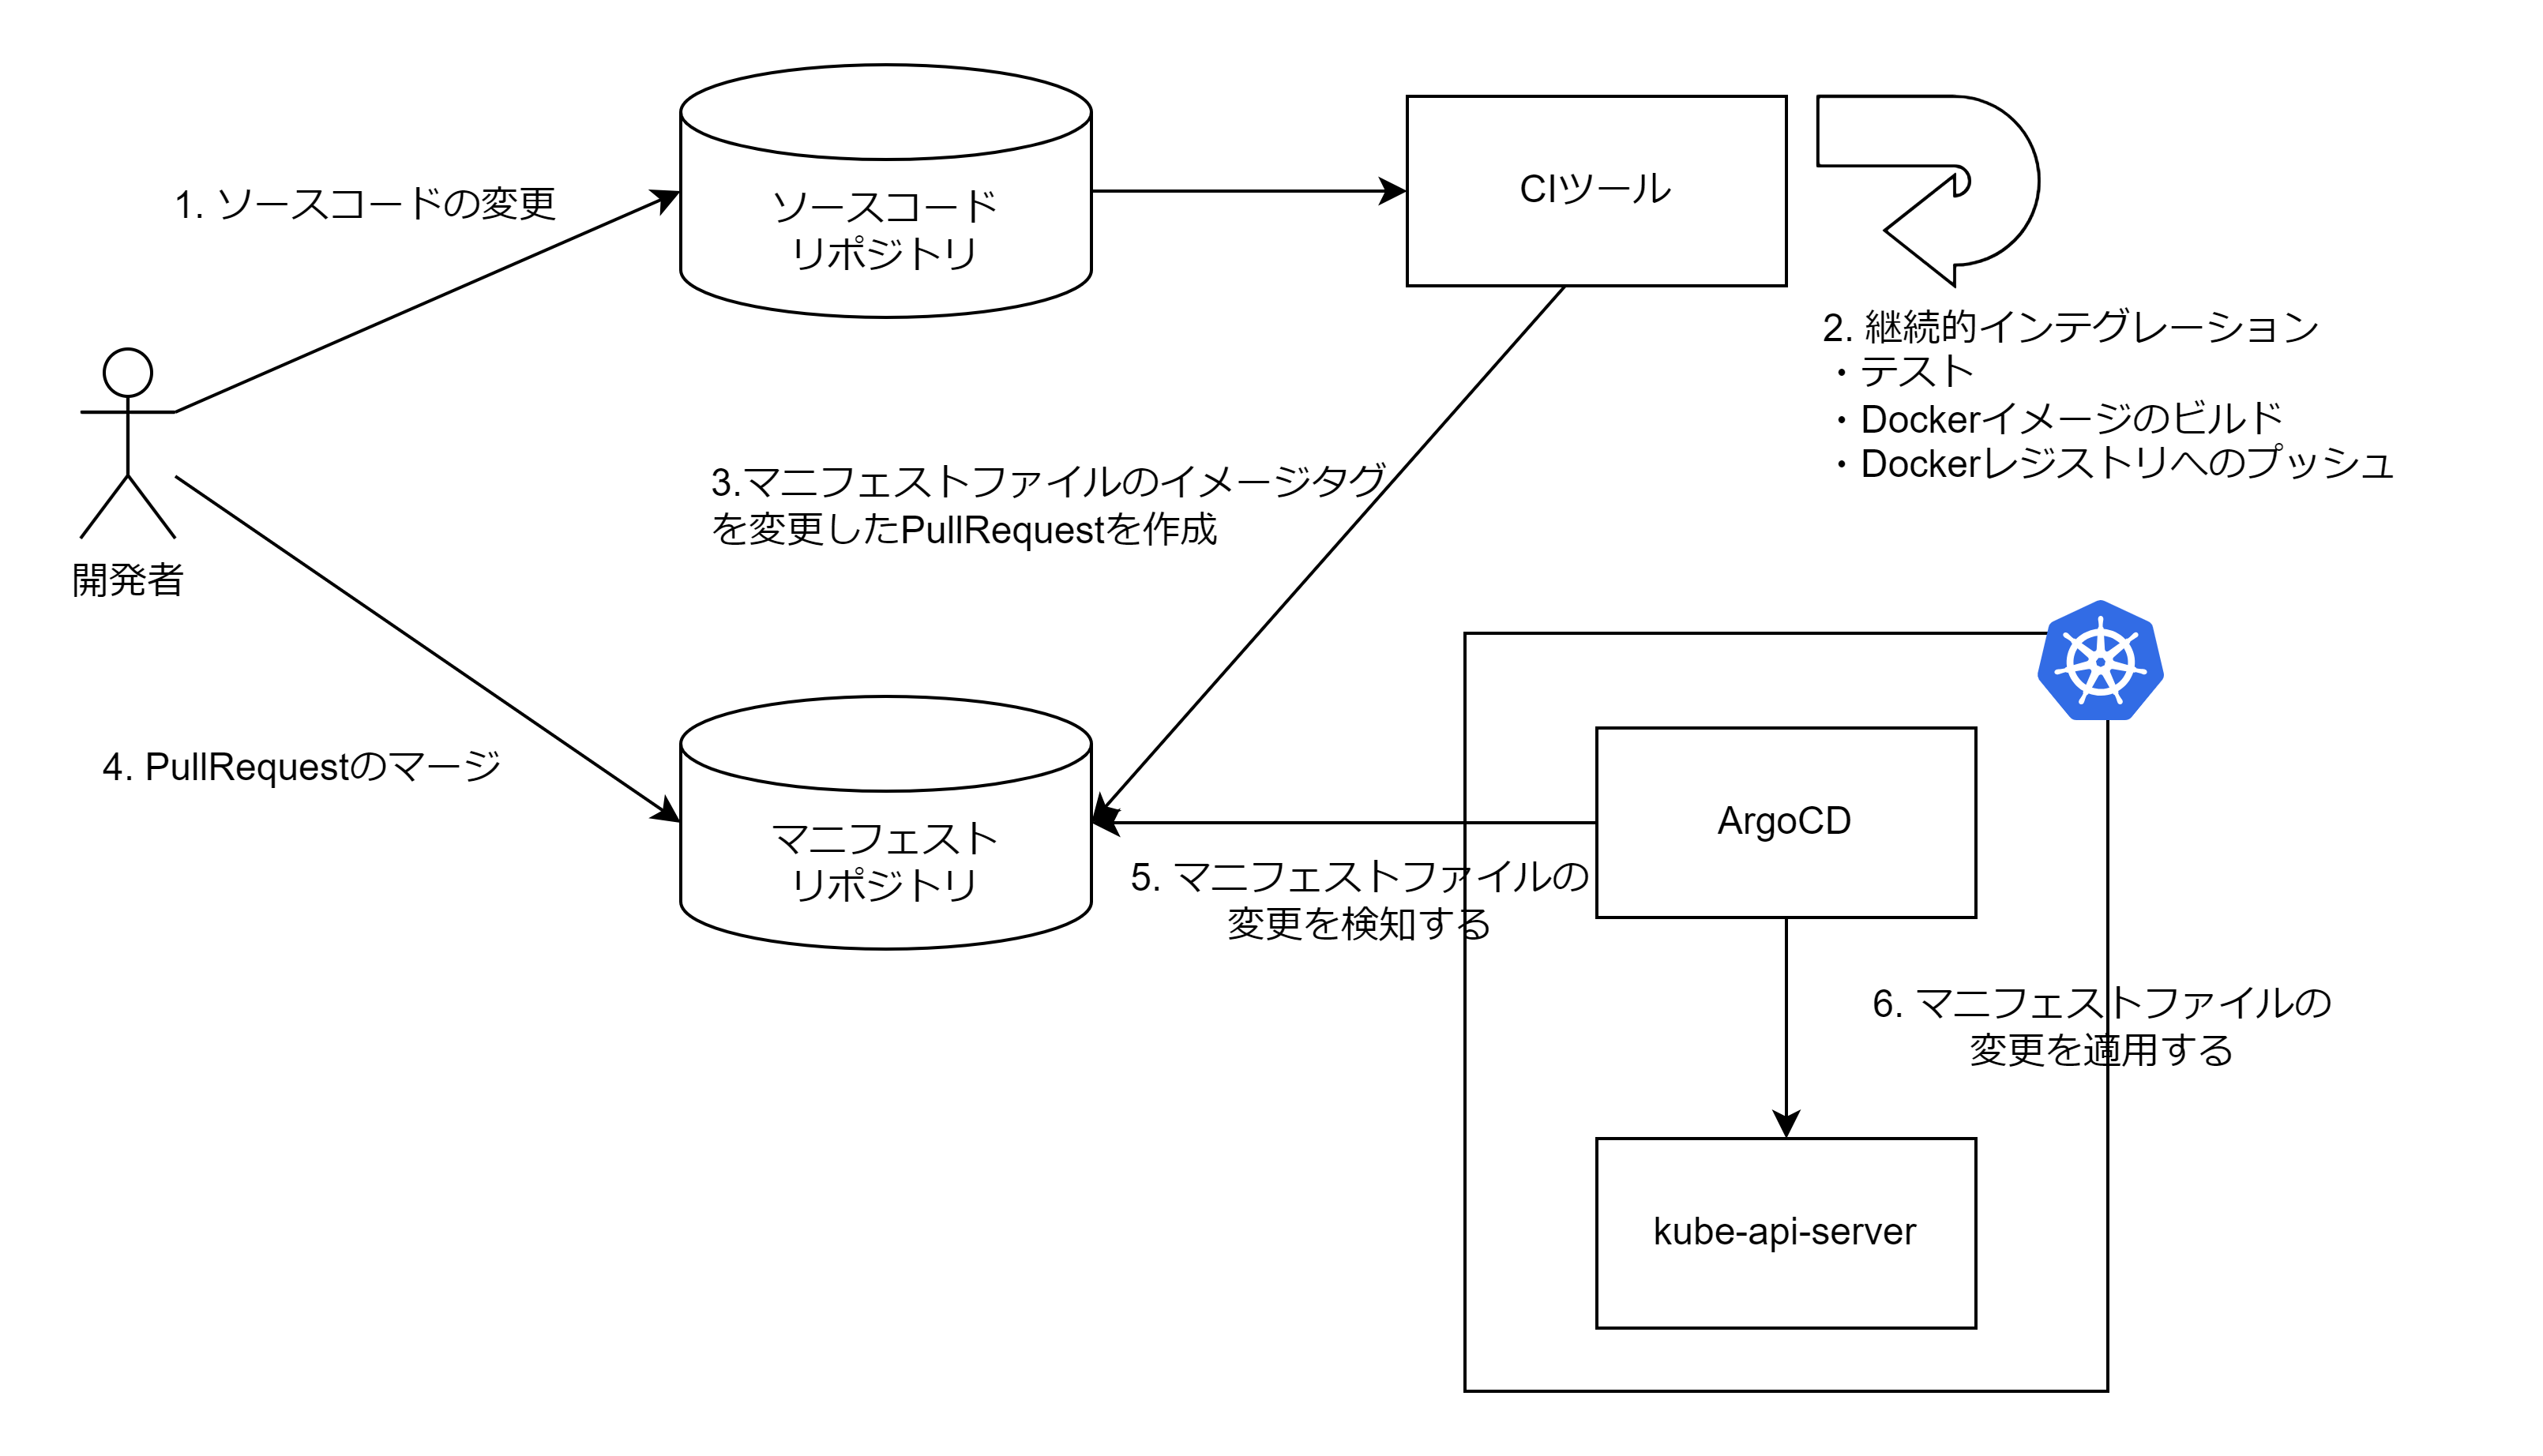 1. ソースコードの変更
ソースコード
リポジトリ
CIツール
2. 継続的インテグレーション
・テスト
・Dockerイメージのビルド
・Dockerレジストリへのプッシュ
開発者
3.マニフェストファイルのイメージタグ
を変更したPullRequestを作成
4. PullRequestのマージ
マニフェスト
リポジトリ
5. マニフェストファイルの
変更を検知する
ArgoCD
6. マニフェストファイルの
変更を適用する
kube-api-server